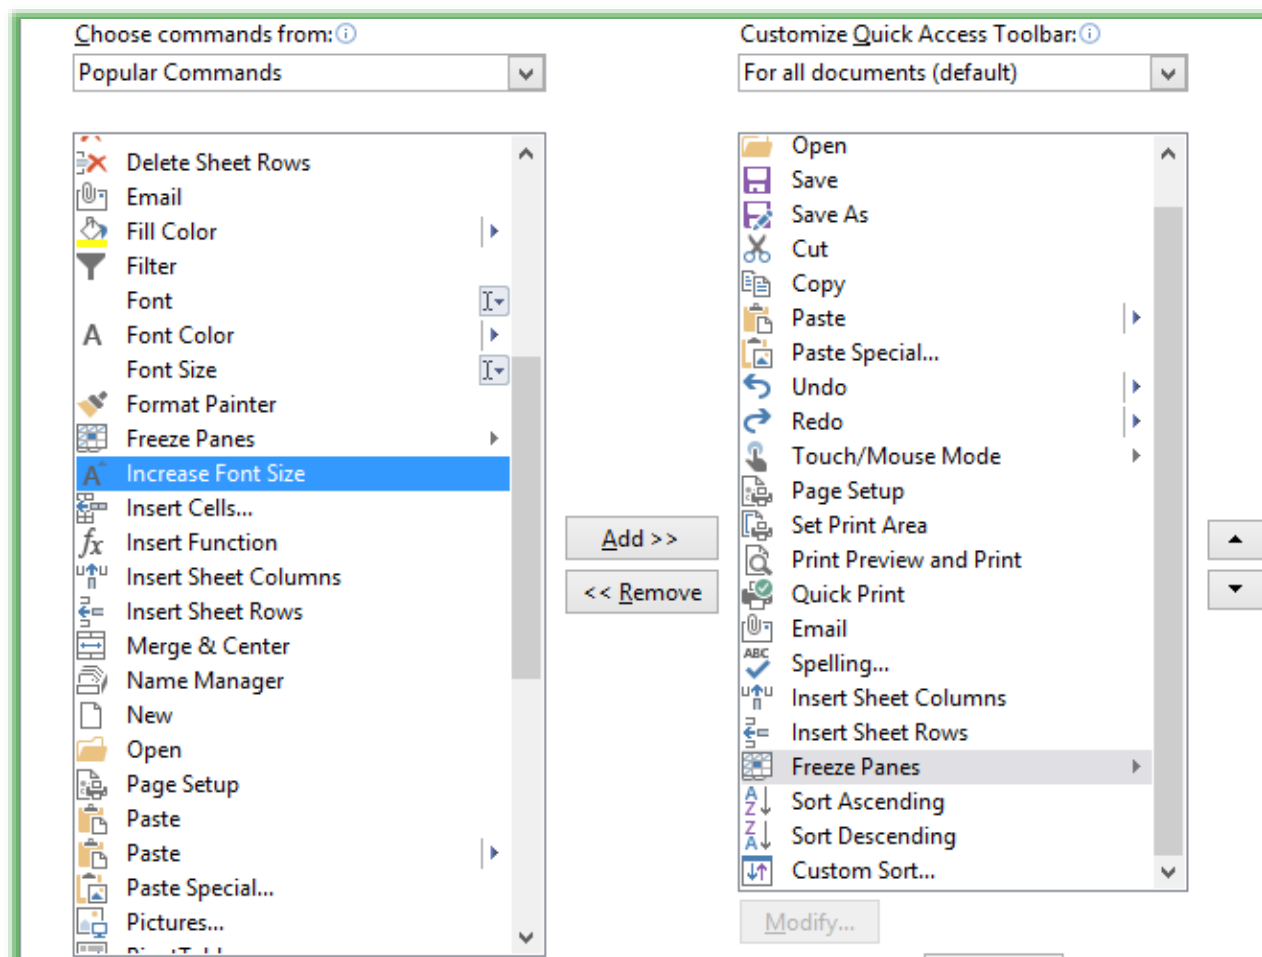 Choose commands from:
Popular Commands
Delete Sheet Rows
Email
Fill Color
Filter
Font
Font Color
Font Size
Format Painter
Freeze Panes
Increase Font Size
Insert Cells...
Insert Function
Insert Sheet Columns
Insert Sheet Rows
Merge & Center
Name Manager
New
Open
Page Setup
Paste
Paste
Paste Special...
Pictures...
Add >>
<< Remove
Customize Quick Access Toolbar:
For all documents (default)
Open
Save
Save As
Cut
Copy
Paste
Paste Special...
Undo
Redo
Touch/Mouse Mode
Page Setup
Set Print Area
Print Preview and Print
Quick Print
Email
Spelling...
Insert Sheet Columns
Insert Sheet Rows
Freeze Panes
Sort Ascending
Sort Descending
Custom Sort...
Modify...